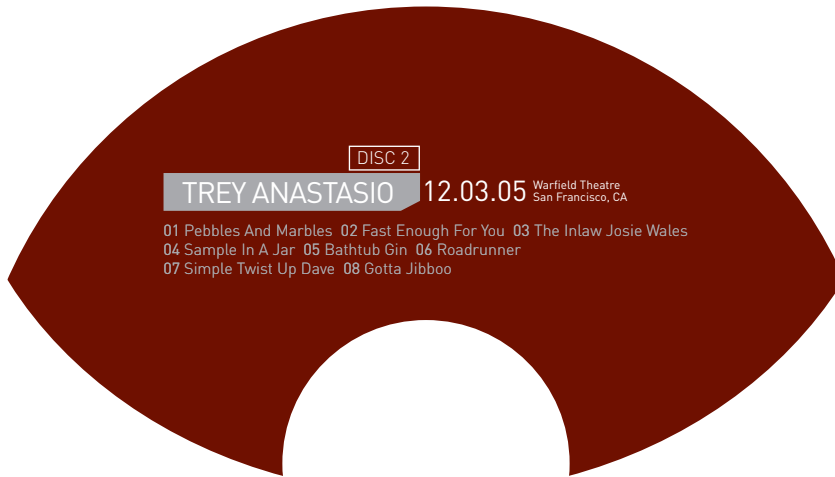 DISC 2
TREY ANASTASIO 12.03.05 Warfield Theatre
San Francisco, CA
01 Pebbles And Marbles 02 Fast Enough For You 03 The Inlaw Josie Wales
04 Sample In A Jar 05 Bathtub Gin 06 Roadrunner
07 Simple Twist Up Dave 08 Gotta Jibboo